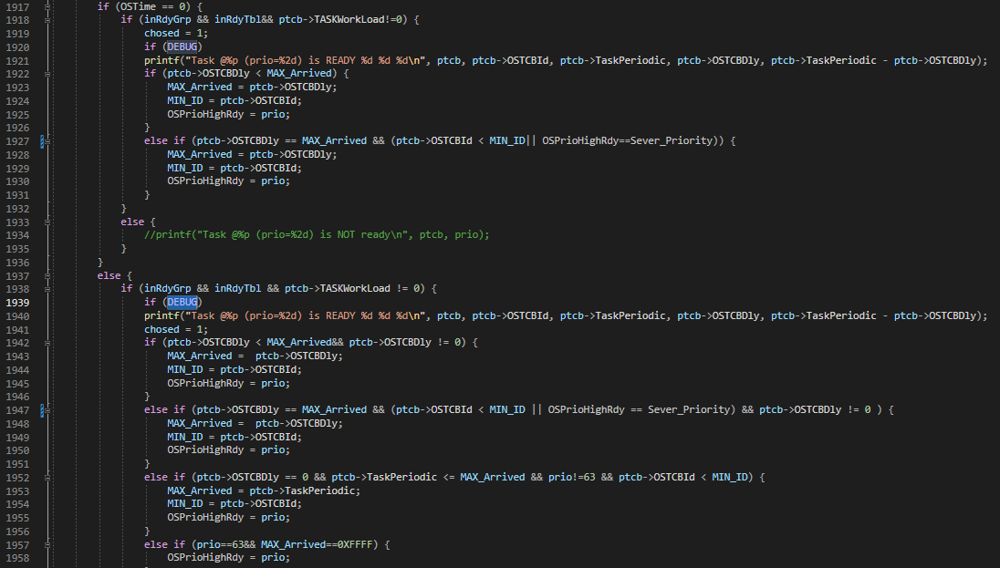 1917 if (OSTime == 0) {
1918 if (inRdyGrp && inRdyTbl&& ptcb->TASKWorkLoad!=0) {
1919 chosed = 1;
1920 if (DEBUG)
1921 printf("Task @%p (prio=%2d) is READY %d %d %d\n", ptcb, ptcb->OSTCBId, ptcb->TaskPeriodic, ptcb->OSTCBDly, ptcb->TaskPeriodic - ptcb->OSTCBDly);
1922 if (ptcb->OSTCBDly < MAX_Arrived) {
1923 MAX_Arrived = ptcb->OSTCBDly;
1924 MIN_ID = ptcb->OSTCBId;
1925 OSPrioHighRdy = prio;
1926 }
1927 else if (ptcb->OSTCBDly == MAX_Arrived && (ptcb->OSTCBId < MIN_ID|| OSPrioHighRdy==Sever_Priority)) {
1928 MAX_Arrived = ptcb->OSTCBDly;
1929 MIN_ID = ptcb->OSTCBId;
1930 OSPrioHighRdy = prio;
1931 }
1932 }
1933 else {
1934 //printf("Task @%p (prio=%2d) is NOT ready\n", ptcb, prio);
1935 }
1936 }
1937 else {
1938 if (inRdyGrp && inRdyTbl && ptcb->TASKWorkLoad != 0) {
1939 if (DEBUG)
1940 printf("Task @%p (prio=%2d) is READY %d %d %d\n", ptcb, ptcb->OSTCBId, ptcb->TaskPeriodic, ptcb->OSTCBDly, ptcb->TaskPeriodic - ptcb->OSTCBDly);
1941 chosed = 1;
1942 if (ptcb->OSTCBDly < MAX_Arrived&& ptcb->OSTCBDly != 0) {
1943 MAX_Arrived =  ptcb->OSTCBDly;
1944 MIN_ID = ptcb->OSTCBId;
1945 OSPrioHighRdy = prio;
1946 }
1947 else if (ptcb->OSTCBDly == MAX_Arrived && (ptcb->OSTCBId < MIN_ID || OSPrioHighRdy == Sever_Priority) && ptcb->OSTCBDly != 0 ) {
1948 MAX_Arrived =  ptcb->OSTCBDly;
1949 MIN_ID = ptcb->OSTCBId;
1950 OSPrioHighRdy = prio;
1951 }
1952 else if (ptcb->OSTCBDly == 0 && ptcb->TaskPeriodic <= MAX_Arrived && prio!=63 && ptcb->OSTCBId < MIN_ID) {
1953 MAX_Arrived = ptcb->TaskPeriodic;
1954 MIN_ID = ptcb->OSTCBId;
1955 OSPrioHighRdy = prio;
1956 }
1957 else if (prio==63&& MAX_Arrived==0XFFFF) {
1958 OSPrioHighRdy = prio;